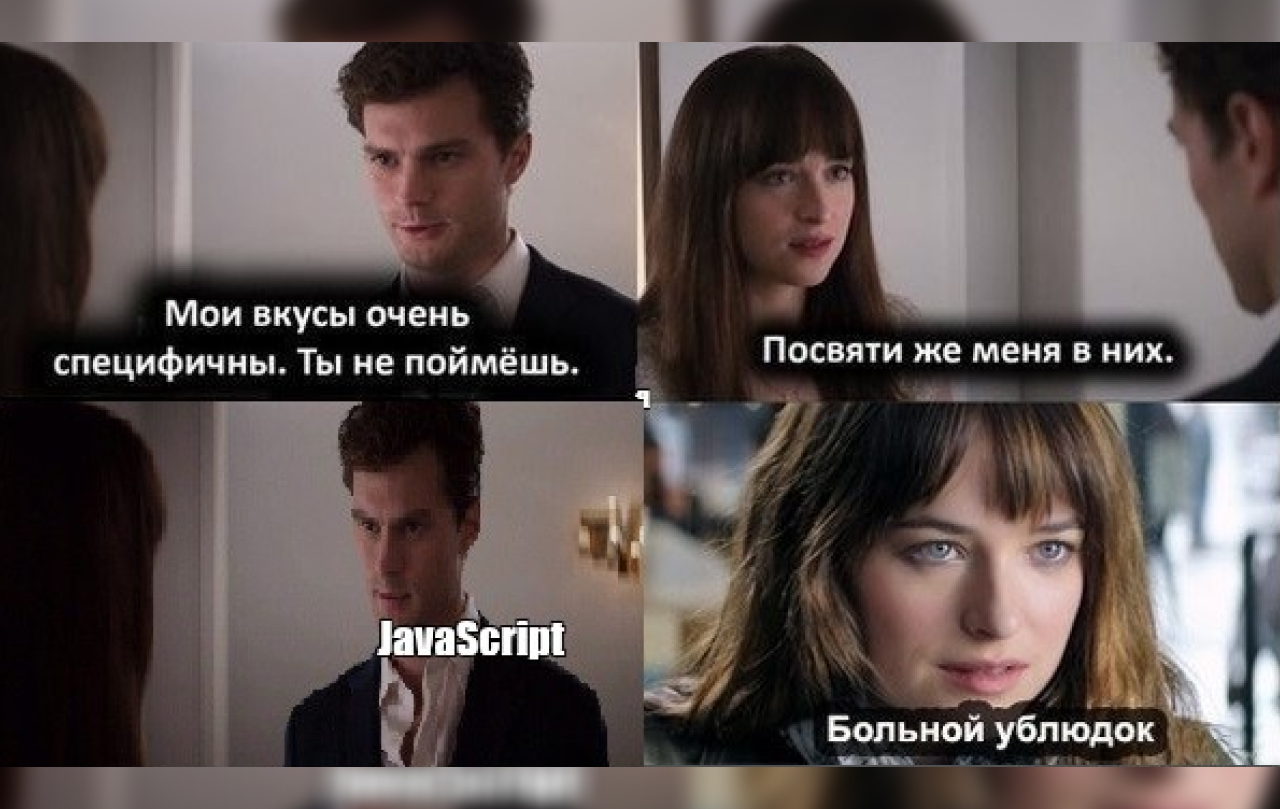 Мои вкусы очень
специфичны. Ты не поймёшь.
Посвяти же меня в них.
JavaScript
Больной ублюдок